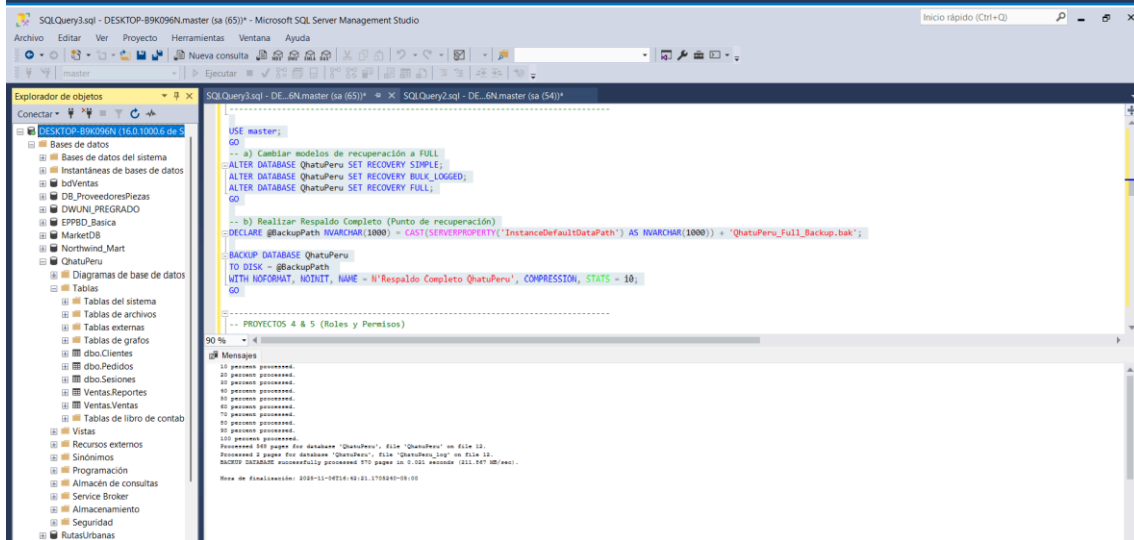 SQLQuery3.sql - DESKTOP-B9K096N.master (sa (65))* - Microsoft SQL Server Management Studio
Inicio rápido (Ctrl+Q)
Archivo Editar Ver Proyecto Herramientas Ventana Ayuda
Nueva consulta
master
Ejecutar
Explorador de objetos
SQLQuery3.sql - DE...6N.master (sa (65))*
SQLQuery2.sql - DE...6N.master (sa (54))*
Conectar
DESKTOP-B9K096N (16.0.1000.6 de S
Bases de datos
Bases de datos del sistema
Instantáneas de bases de datos
bdVentas
DB_ProveedoresPiezas
DWUNI_PREGRADO
EPPBD_Basica
MarketDB
Northwind_Mart
QhatuPeru
Diagramas de base de datos
Tablas
Tablas del sistema
Tablas de archivos
Tablas externas
Tablas de grafos
dbo.Clientes
dbo.Pedidos
dbo.Sesiones
Ventas.Reportes
Ventas.Ventas
Tablas de libro de contab
Vistas
Recursos externos
Sinónimos
Programación
Almacén de consultas
Service Broker
Almacenamiento
Seguridad
RutasUrbanas
USE master;
GO
-- a) Cambiar modelos de recuperación a FULL
ALTER DATABASE QhatuPeru SET RECOVERY SIMPLE;
ALTER DATABASE QhatuPeru SET RECOVERY BULK_LOGGED;
ALTER DATABASE QhatuPeru SET RECOVERY FULL;
GO
-- b) Realizar Respaldo Completo (Punto de recuperación)
DECLARE @BackupPath NVARCHAR(1000) = CAST(SERVERPROPERTY('InstanceDefaultDataPath') AS NVARCHAR(1000)) + 'QhatuPeru_Full_Backup.bak';
BACKUP DATABASE QhatuPeru
TO DISK = @BackupPath
WITH NOFORMAT, NOINIT, NAME = N'Respaldo Completo QhatuPeru', COMPRESSION, STATS = 10;
GO
-- PROYECTOS 4 & 5 (Roles y Permisos)
90 %
Mensajes
10 percent processed.
20 percent processed.
30 percent processed.
40 percent processed.
50 percent processed.
60 percent processed.
70 percent processed.
80 percent processed.
90 percent processed.
100 percent processed.
Processed 568 pages for database 'QhatuPeru', file 'QhatuPeru' on file 12.
Processed 2 pages for database 'QhatuPeru', file 'QhatuPeru_log' on file 12.
BACKUP DATABASE successfully processed 570 pages in 0.021 seconds (211.567 MB/sec).
Hora de finalización: 2025-11-06T16:42:21.1705240-05:00